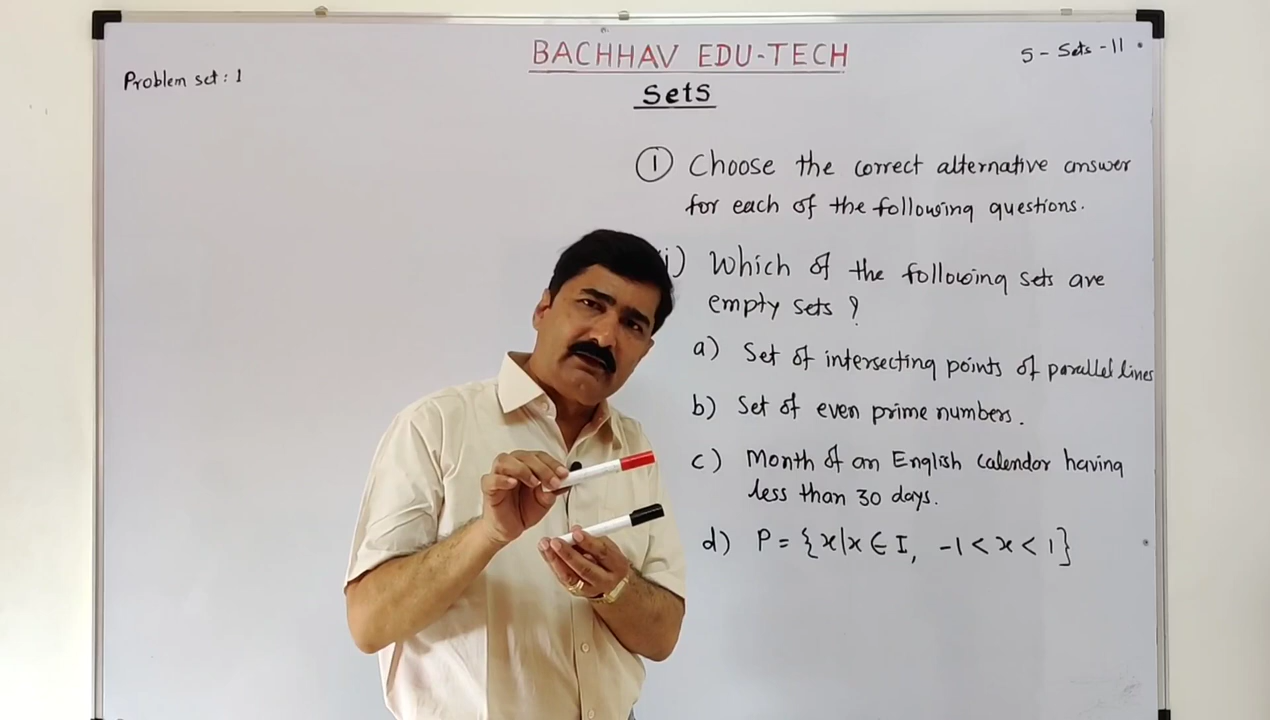 BACHHAV EDU-TECH
5 - Sets - 11
Problem set : 1
Sets
1 Choose the correct alternative answer
for each of the following questions.
i) Which of the following sets are
empty sets ?
a) Set of intersecting points of parallel lines
b) Set of even prime numbers.
c) Month of an English Calendar having
less than 30 days.
d) P = {x|x ∈ I, -1 < x < 1}